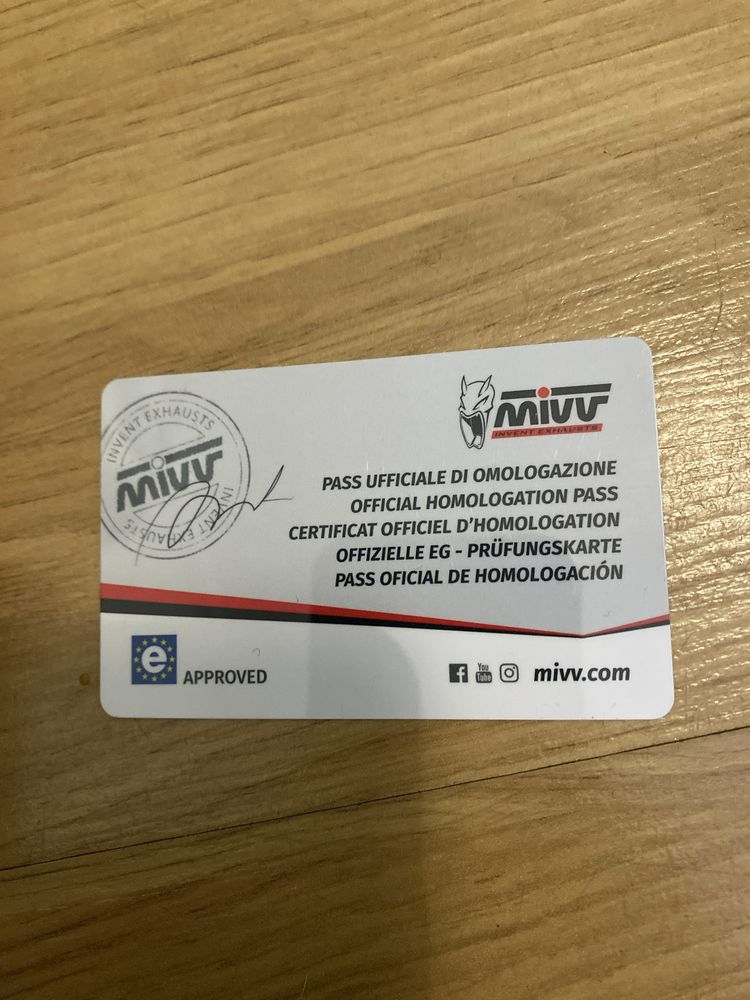 INVENT EXHAUSTS
mivv
INVENT EXHAUSTS
mivv
INVENT EXHAUSTS
PASS UFFICIALE DI OMOLOGAZIONE
OFFICIAL HOMOLOGATION PASS
CERTIFICAT OFFICIEL D'HOMOLOGATION
OFFIZIELLE EG - PRÜFUNGSKARTE
PASS OFICIAL DE HOMOLOGACIÓN
e APPROVED
f You Tube mivv.com